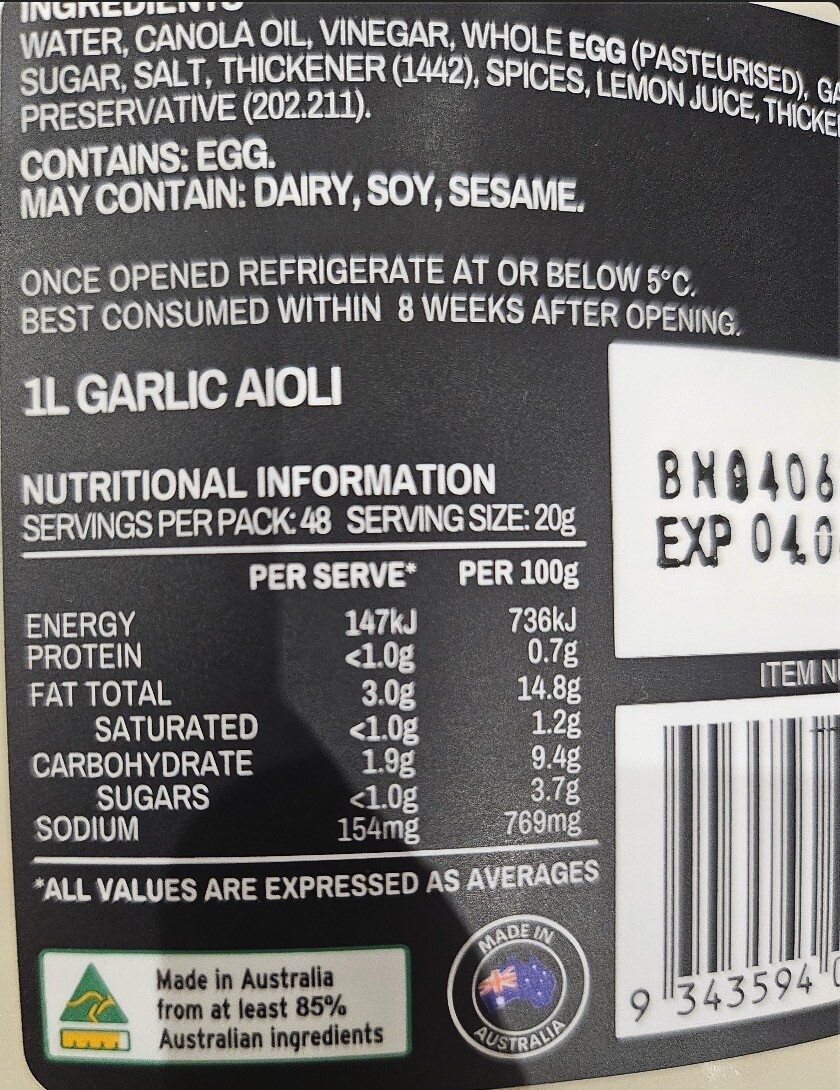 INGREDIENTS
WATER, CANOLA OIL, VINEGAR, WHOLE EGG (PASTEURISED), GA
SUGAR, SALT, THICKENER (1442), SPICES, LEMON JUICE, THICKE
PRESERVATIVE (202.211).
CONTAINS: EGG.
MAY CONTAIN: DAIRY, SOY, SESAME.
ONCE OPENED REFRIGERATE AT OR BELOW 5°C.
BEST CONSUMED WITHIN 8 WEEKS AFTER OPENING.
1L GARLIC AIOLI
NUTRITIONAL INFORMATION
SERVINGS PER PACK: 48 SERVING SIZE: 20g
PER SERVE* PER 100g
ENERGY 147kJ 736kJ
PROTEIN <1.0g 0.7g
FAT TOTAL 3.0g 14.8g
SATURATED <1.0g 1.2g
CARBOHYDRATE 1.9g 9.4g
SUGARS <1.0g 3.7g
SODIUM 154mg 769mg
*ALL VALUES ARE EXPRESSED AS AVERAGES
Made in Australia
from at least 85%
Australian ingredients
MADE IN
AUSTRALIA
EXP 040
ITEM N
9 343594